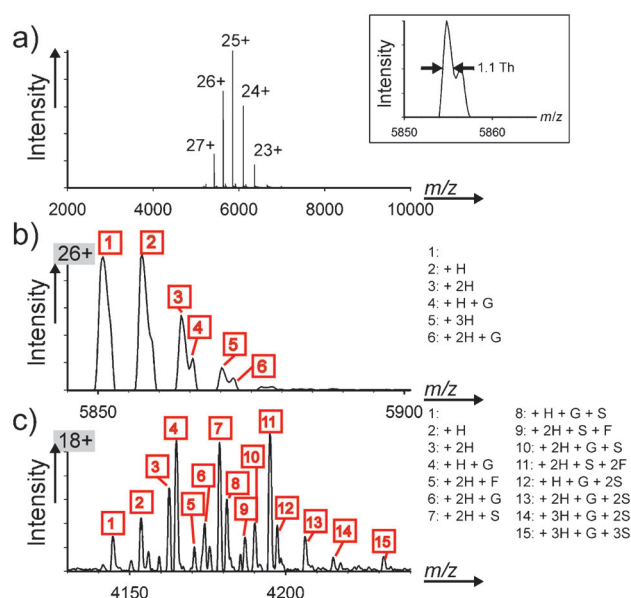 a)
Intensity
25+
26+
24+
27+
23+
2000 4000 6000 8000 10000
m/z
Intensity
1.1 Th
5850 5860
m/z
b)
26+
Intensity
1 2 3 4 5 6
5850 5900
m/z
1:
2: + H
3: + 2H
4: + H + G
5: + 3H
6: + 2H + G
c)
18+
Intensity
1 2 3 4 5 6 7 8 9 10 11 12 13 14 15
4150 4200
m/z
1:
2: + H
3: + 2H
4: + H + G
5: + 2H + F
6: + 2H + G
7: + 2H + S
8: + H + G + S
9: + 2H + S + F
10: + 2H + G + S
11: + 2H + S + 2F
12: + H + G + 2S
13: + 2H + G + 2S
14: + 3H + G + 2S
15: + 3H + G + 3S